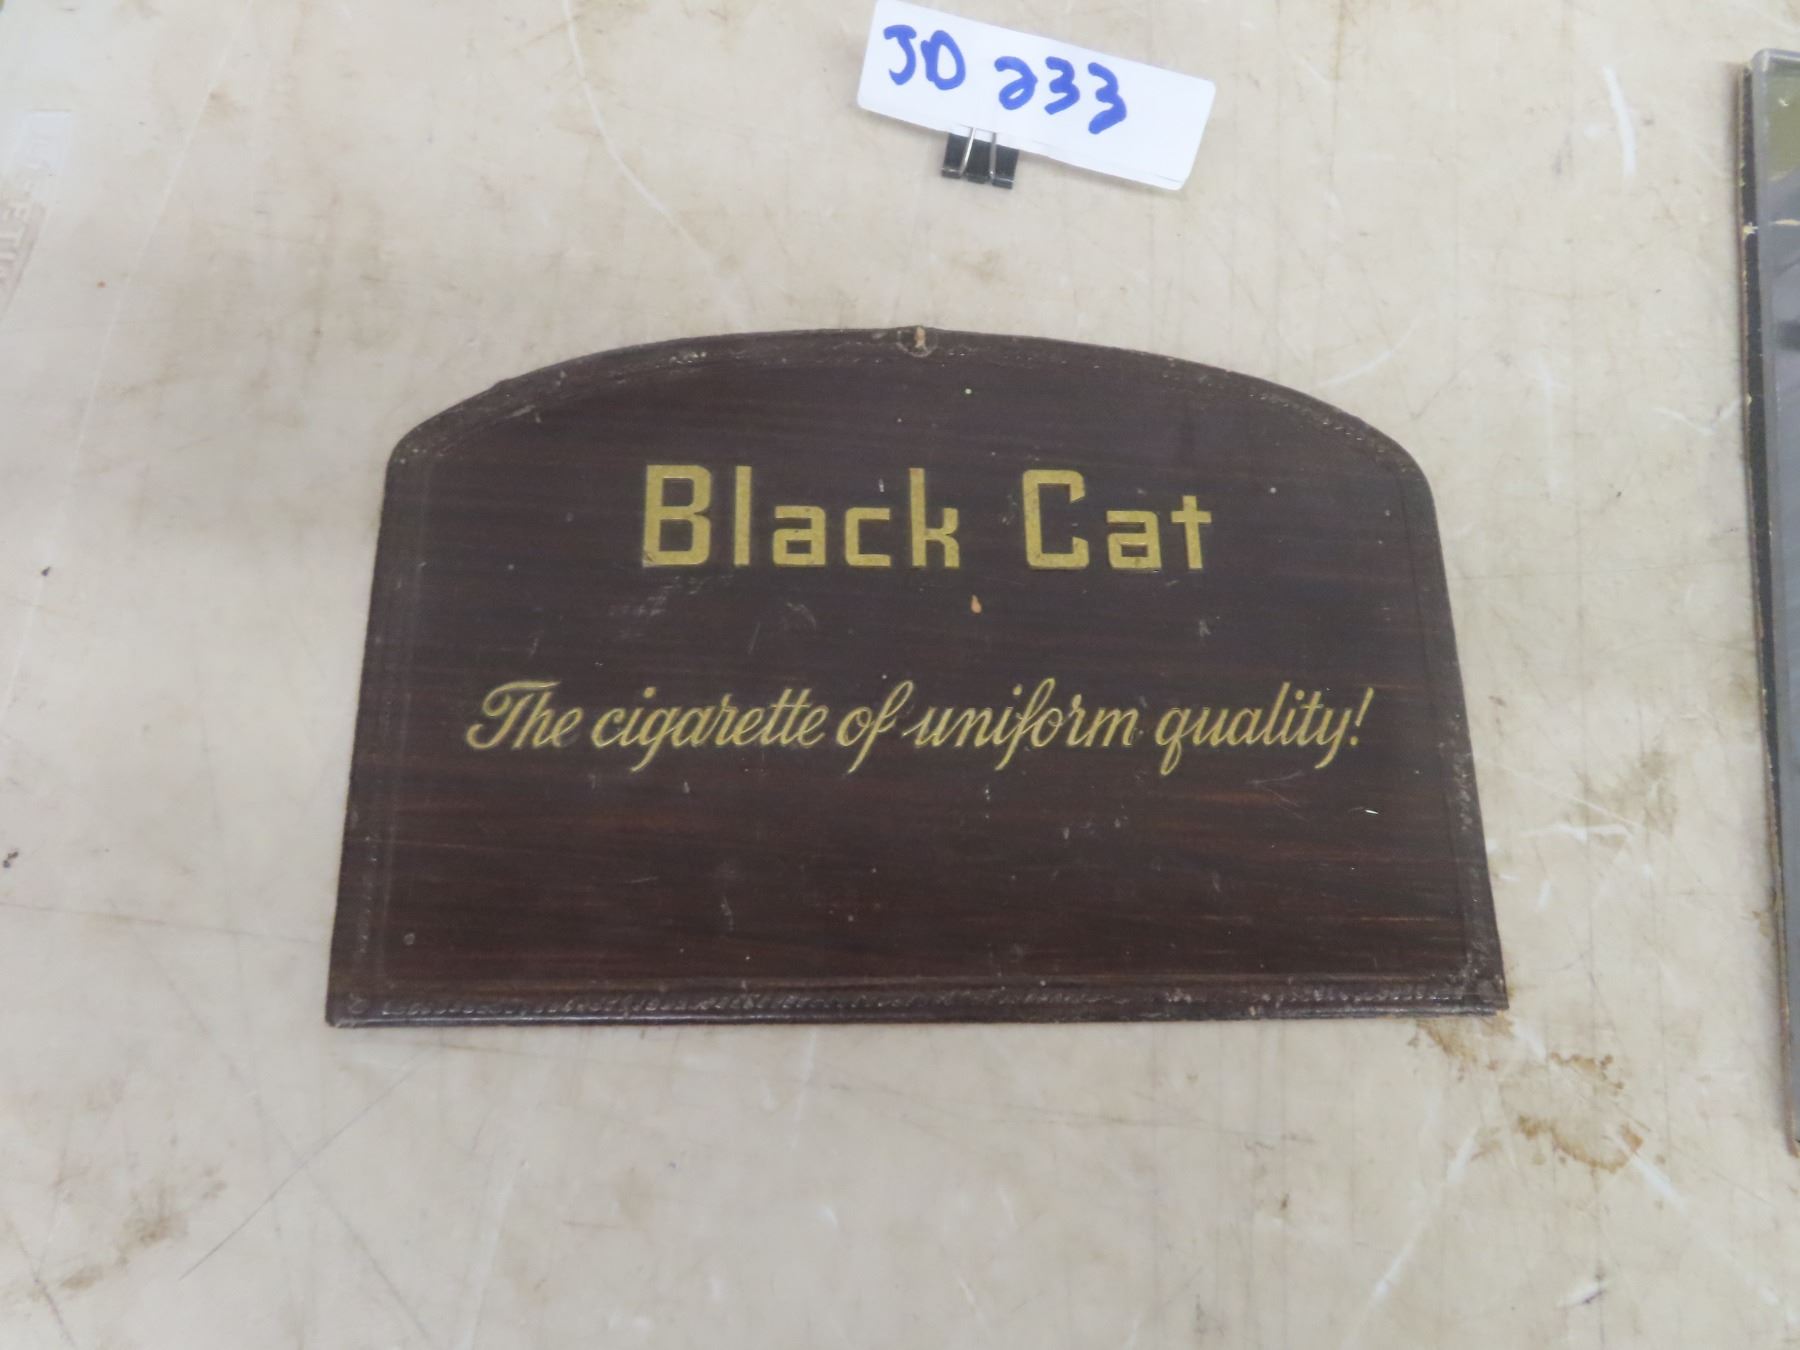 JD 233
Black Cat
The cigarette of uniform quality!